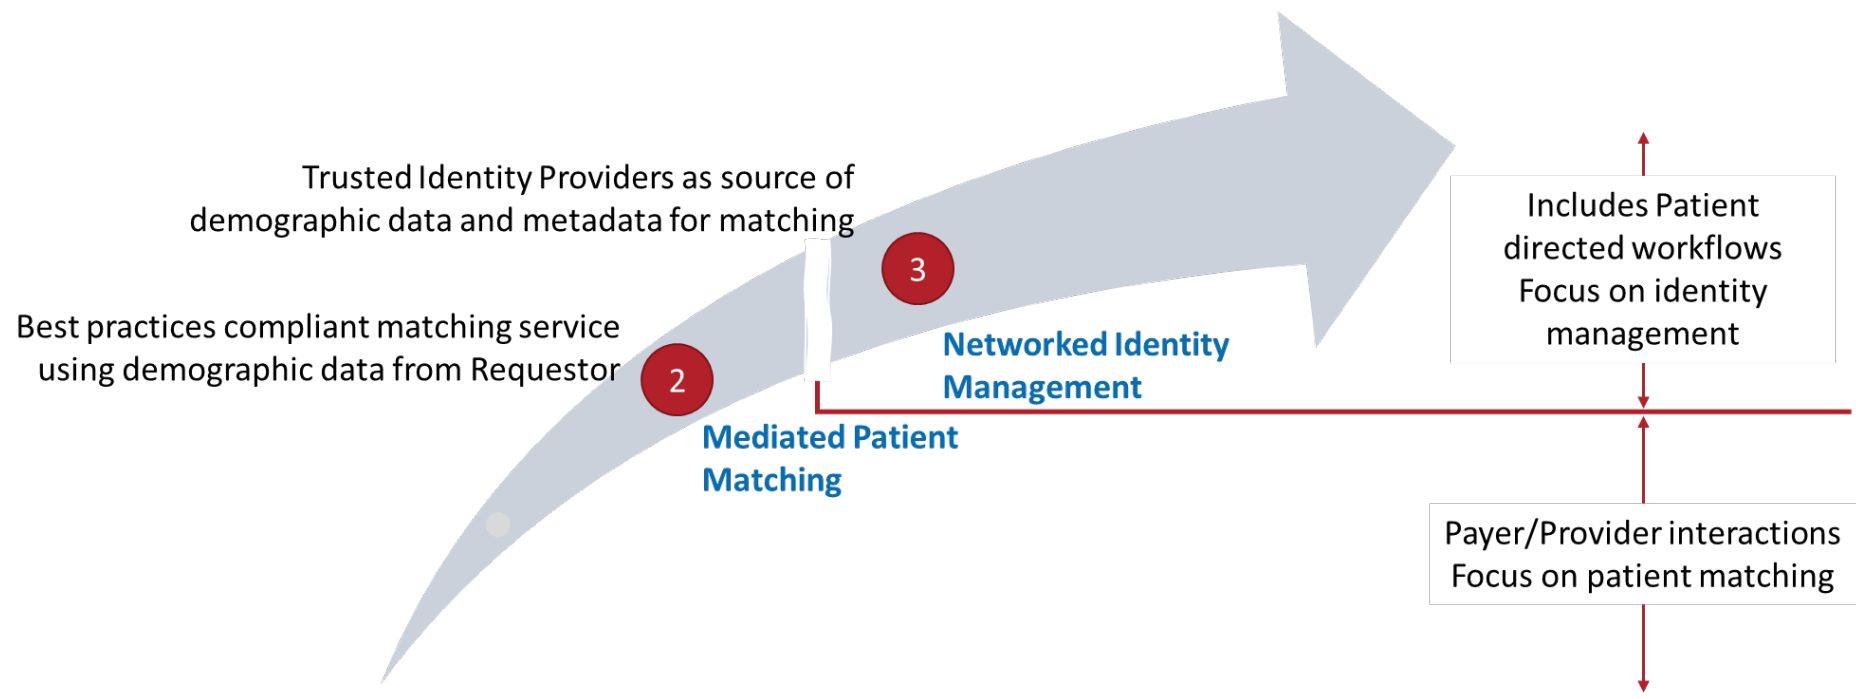 Trusted Identity Providers as source of
demographic data and metadata for matching
3
Networked Identity
Management
Best practices compliant matching service
using demographic data from Requestor
2
Mediated Patient
Matching
Includes Patient
directed workflows
Focus on identity
management
Payer/Provider interactions
Focus on patient matching